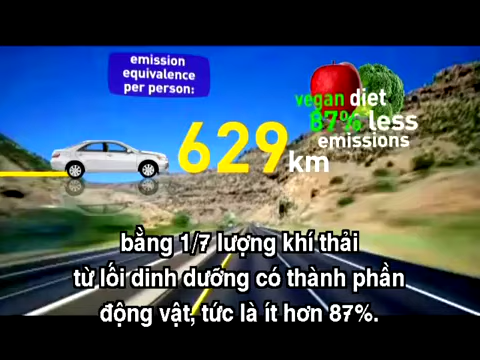 emission
equivalence
per person:
vegan diet
87% less
emissions
629 km
bằng 1/7 lượng khí thải
từ lối dinh dưỡng có thành phần
động vật, tức là ít hơn 87%.